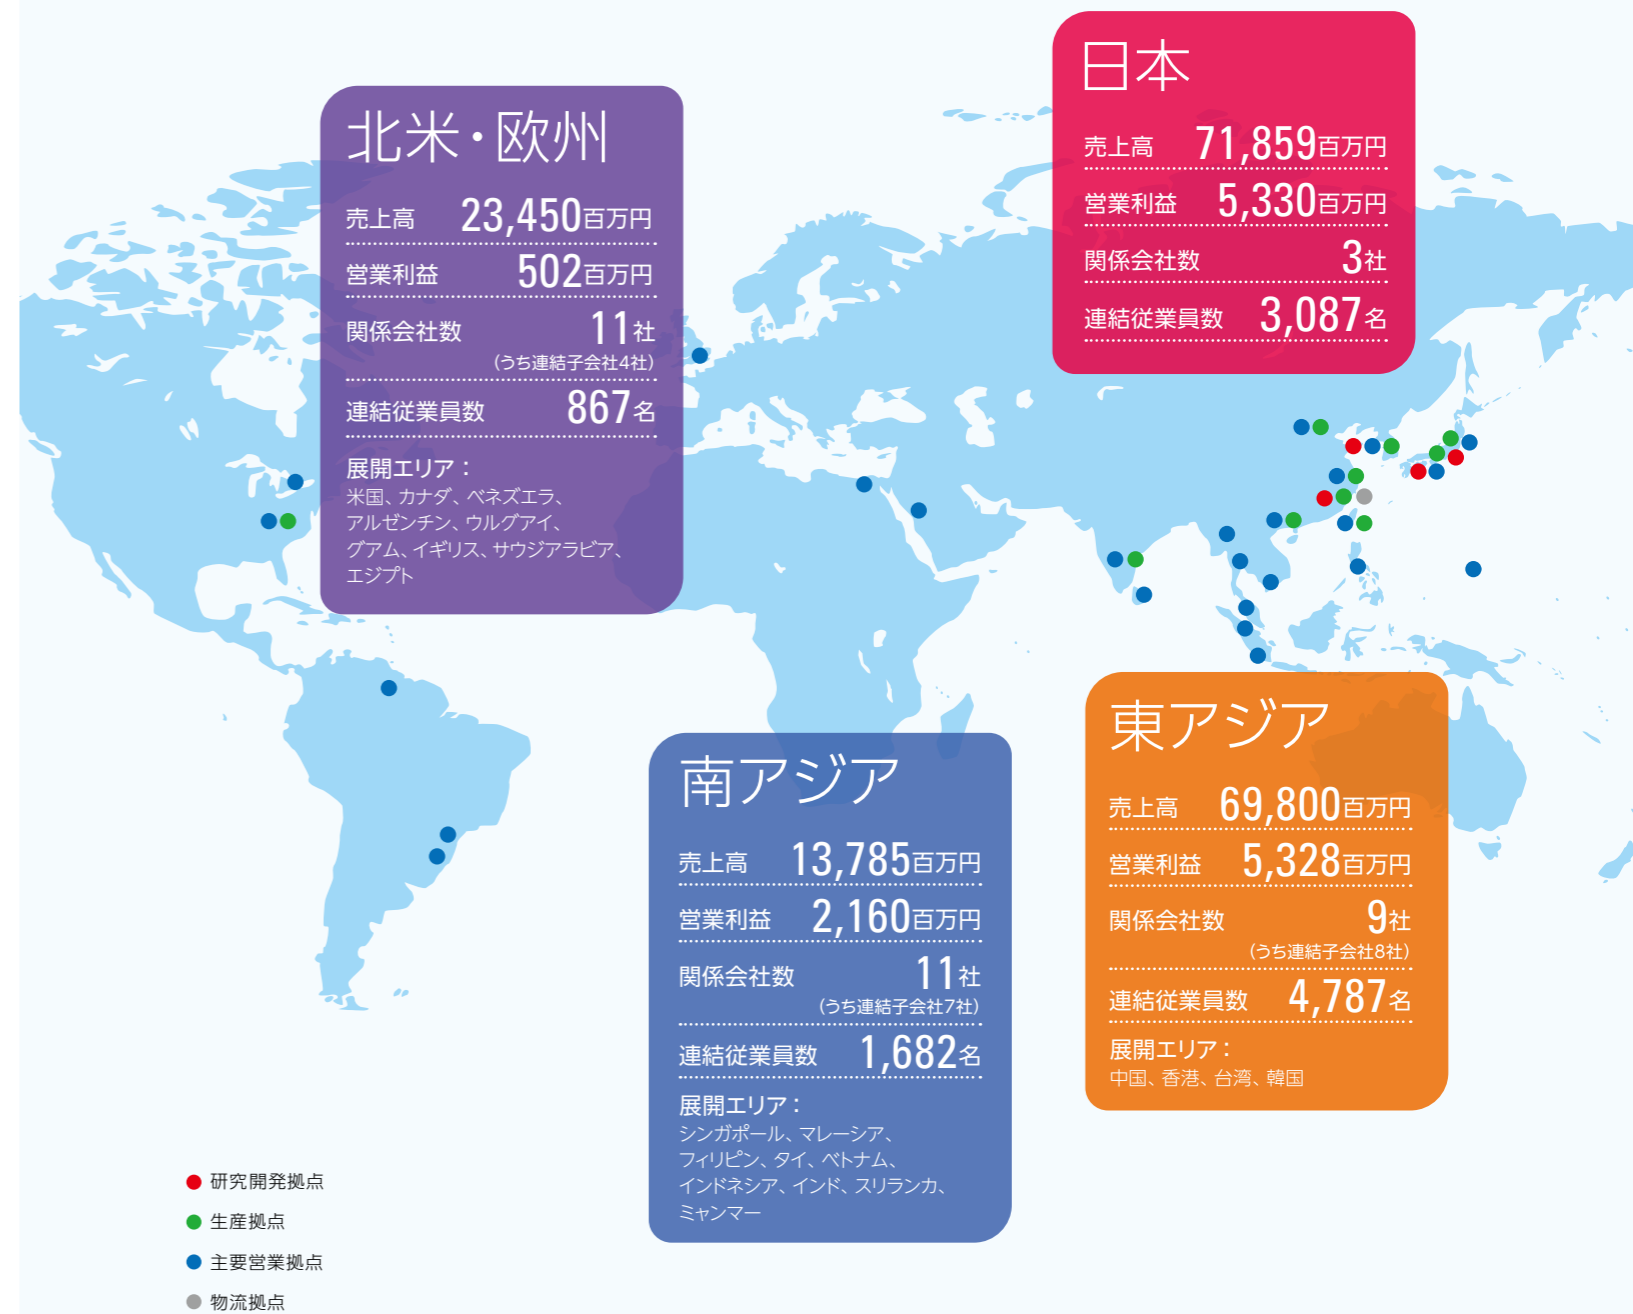 北米・欧州
売上高 23,450百万円
営業利益 502百万円
関係会社数 11社
(うち連結子会社4社)
連結従業員数 867名
展開エリア：
米国、カナダ、ベネズエラ、
アルゼンチン、ウルグアイ、
グアム、イギリス、サウジアラビア、
エジプト
日本
売上高 71,859百万円
営業利益 5,330百万円
関係会社数 3社
連結従業員数 3,087名
南アジア
売上高 13,785百万円
営業利益 2,160百万円
関係会社数 11社
(うち連結子会社7社)
連結従業員数 1,682名
展開エリア：
シンガポール、マレーシア、
フィリピン、タイ、ベトナム、
インドネシア、インド、スリランカ、
ミャンマー
東アジア
売上高 69,800百万円
営業利益 5,328百万円
関係会社数 9社
(うち連結子会社8社)
連結従業員数 4,787名
展開エリア：
中国、香港、台湾、韓国
研究開発拠点
生産拠点
主要営業拠点
物流拠点